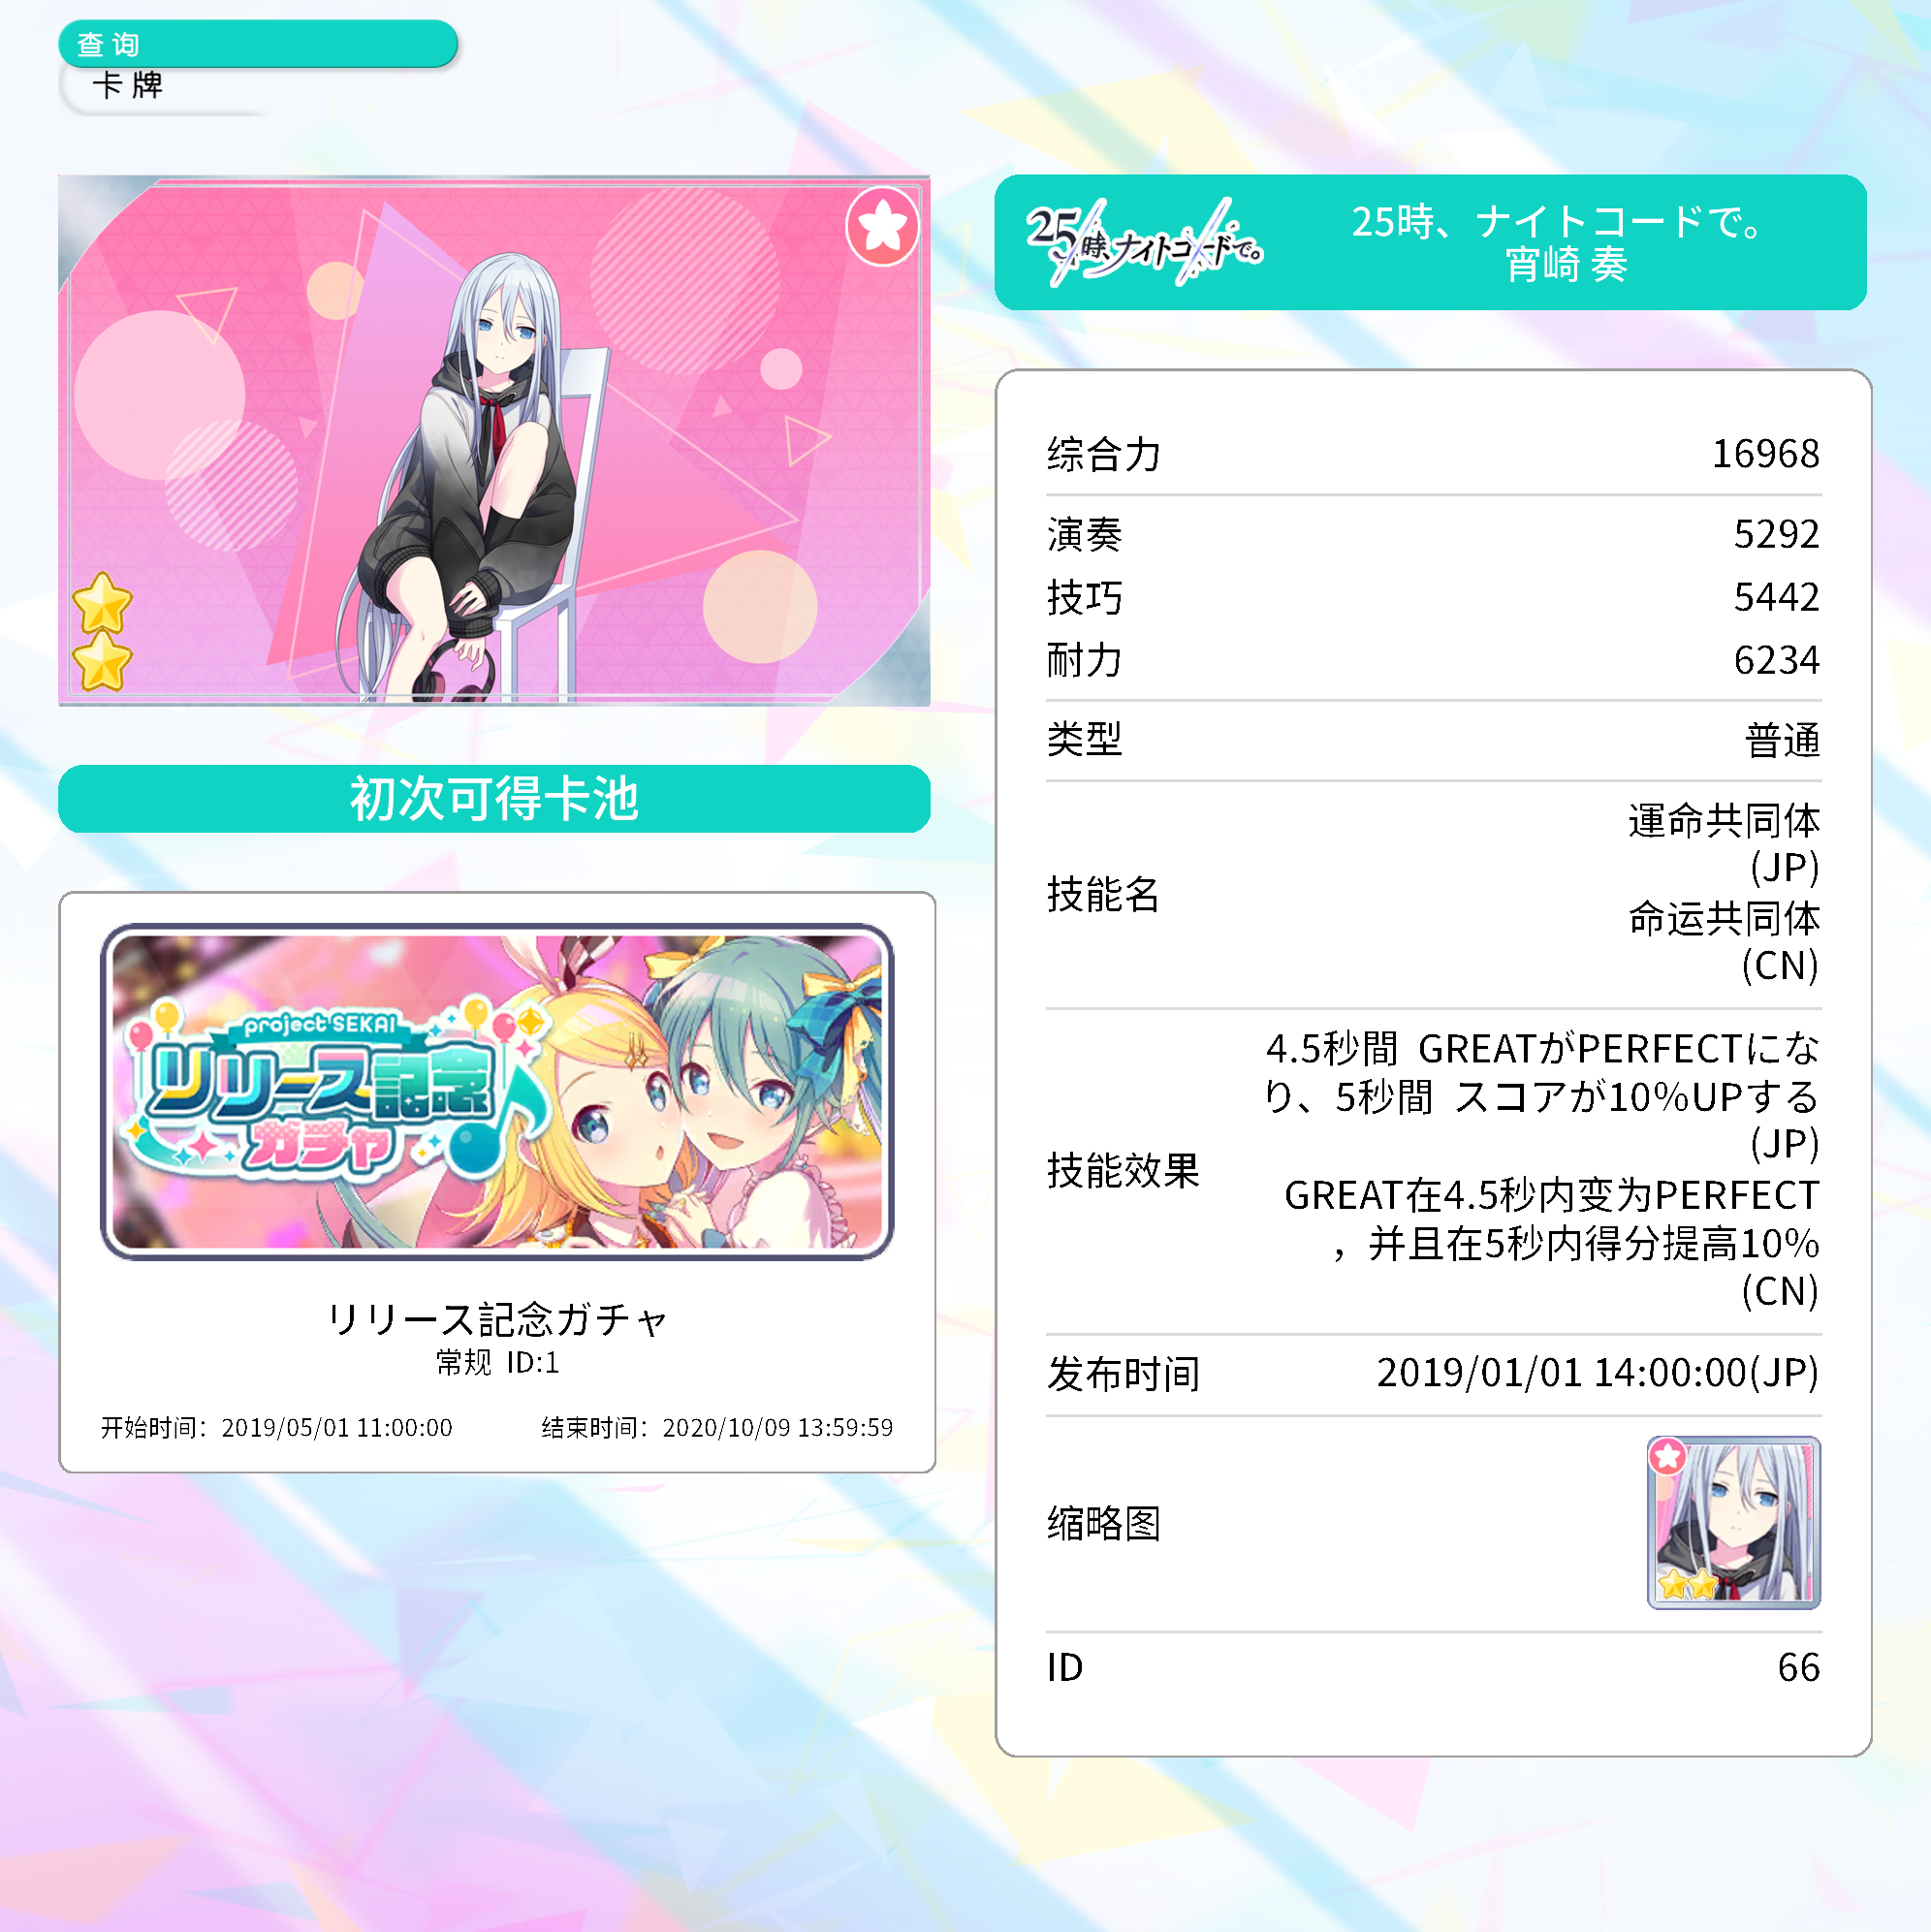 查询
卡牌
25時、ナイトコードで。
25時、ナイトコードで。
宵崎 奏
综合力 16968
演奏 5292
技巧 5442
耐力 6234
类型 普通
技能名
運命共同体
(JP)
命运共同体
(CN)
技能效果
4.5秒間 GREATがPERFECTにな
り、5秒間 スコアが10%UPする
(JP)
GREAT在4.5秒内变为PERFECT
，并且在5秒内得分提高10%
(CN)
发布时间 2019/01/01 14:00:00(JP)
缩略图
ID 66
初次可得卡池
project SEKAI
リリース記念
ガチャ
リリース記念ガチャ
常规 ID:1
开始时间：2019/05/01 11:00:00 结束时间：2020/10/09 13:59:59